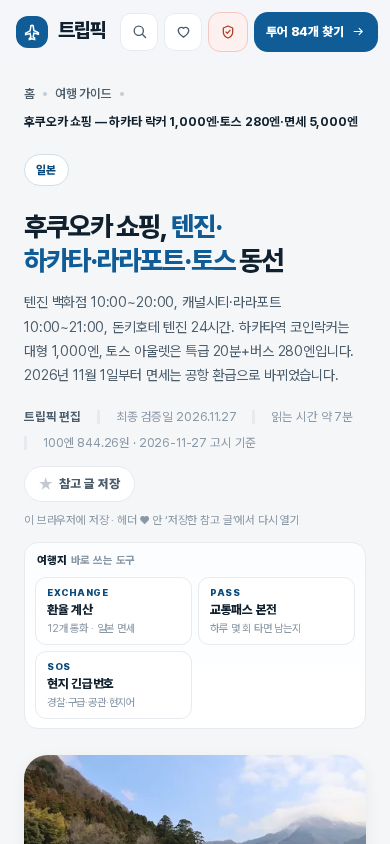 트립픽
투어 84개 찾기 →
홈 • 여행 가이드 •
후쿠오카 쇼핑 — 하카타 락커 1,000엔·토스 280엔·면세 5,000엔
일본
후쿠오카 쇼핑, 텐진·
하카타·라라포트·토스 동선
텐진 백화점 10:00~20:00, 캐널시티·라라포트
10:00~21:00, 돈키호테 텐진 24시간. 하카타역 코인락커는
대형 1,000엔, 토스 아울렛은 특급 20분+버스 280엔입니다.
2026년 11월 1일부터 면세는 공항 환급으로 바뀌었습니다.
트립픽 편집 | 최종 검증일 2026.11.27 | 읽는 시간 약 7분
| 100엔 844.26원 · 2026-11-27 고시 기준
★ 참고 글 저장
이 브라우저에 저장 · 헤더 ♥ 안 '저장한 참고 글'에서 다시 열기
여행지 바로 쓰는 도구
EXCHANGE
환율 계산
12개 통화 · 일본 면세
PASS
교통패스 본전
하루 몇 회 타면 남는지
SOS
현지 긴급번호
경찰·구급·공관·현지어